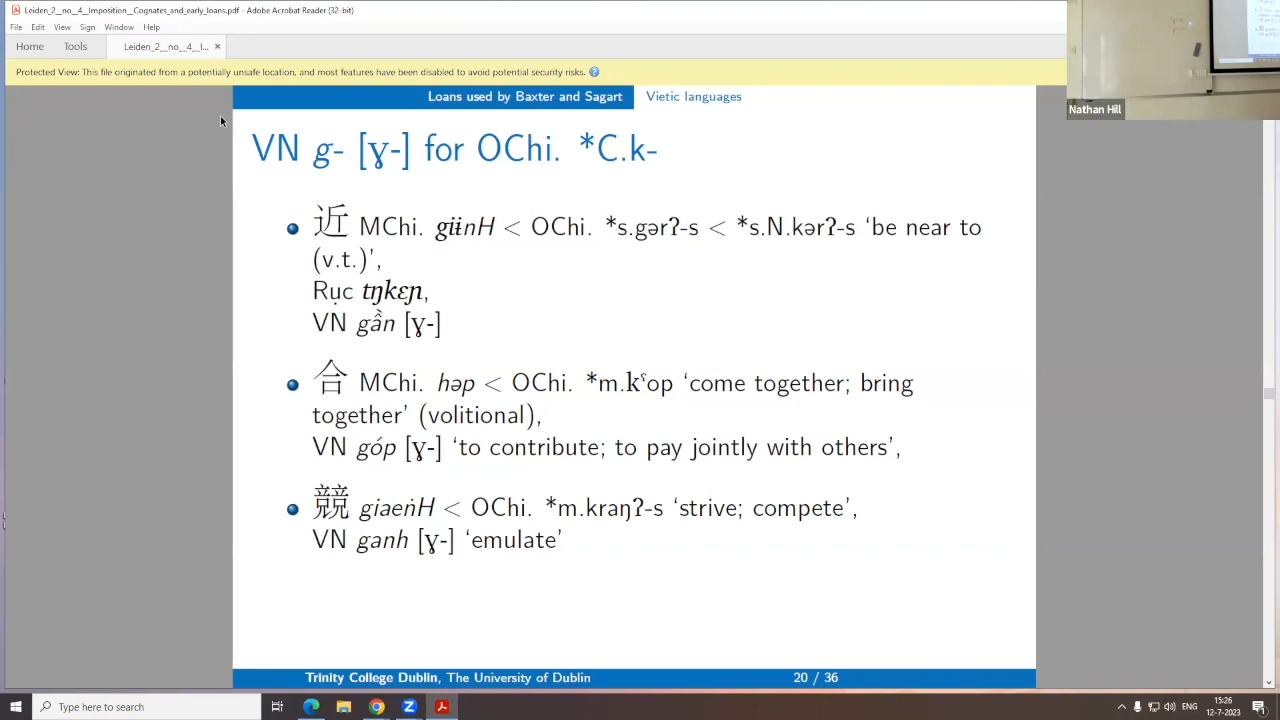 Leiden_2__no__4__Imposition__Cognates_and_early_loans.pdf - Adobe Acrobat Reader (32-bit)
File Edit View Sign Window Help
Home Tools Leiden_2__no__4__I... ×
Protected View: This file originated from a potentially unsafe location, and most features have been disabled to avoid potential security risks.
Nathan Hill
Loans used by Baxter and Sagart Vietic languages
VN g- [ɣ-] for OChi. *C.k-
近 MChi. gɨ̈ɨnH < OChi. *s.gərʔ-s < *s.N.kərʔ-s ‘be near to
(v.t.)’,
Rục tŋkɛɲ,
VN gần [ɣ-]
合 MChi. həp < OChi. *m.kˤop ‘come together; bring
together’ (volitional),
VN góp [ɣ-] ‘to contribute; to pay jointly with others’,
競 giaeṅH < OChi. *m.kraŋʔ-s ‘strive; compete’,
VN ganh [ɣ-] ‘emulate’
Trinity College Dublin, The University of Dublin 20 / 36
Type here to search
ENG
15:26
12-7-2023